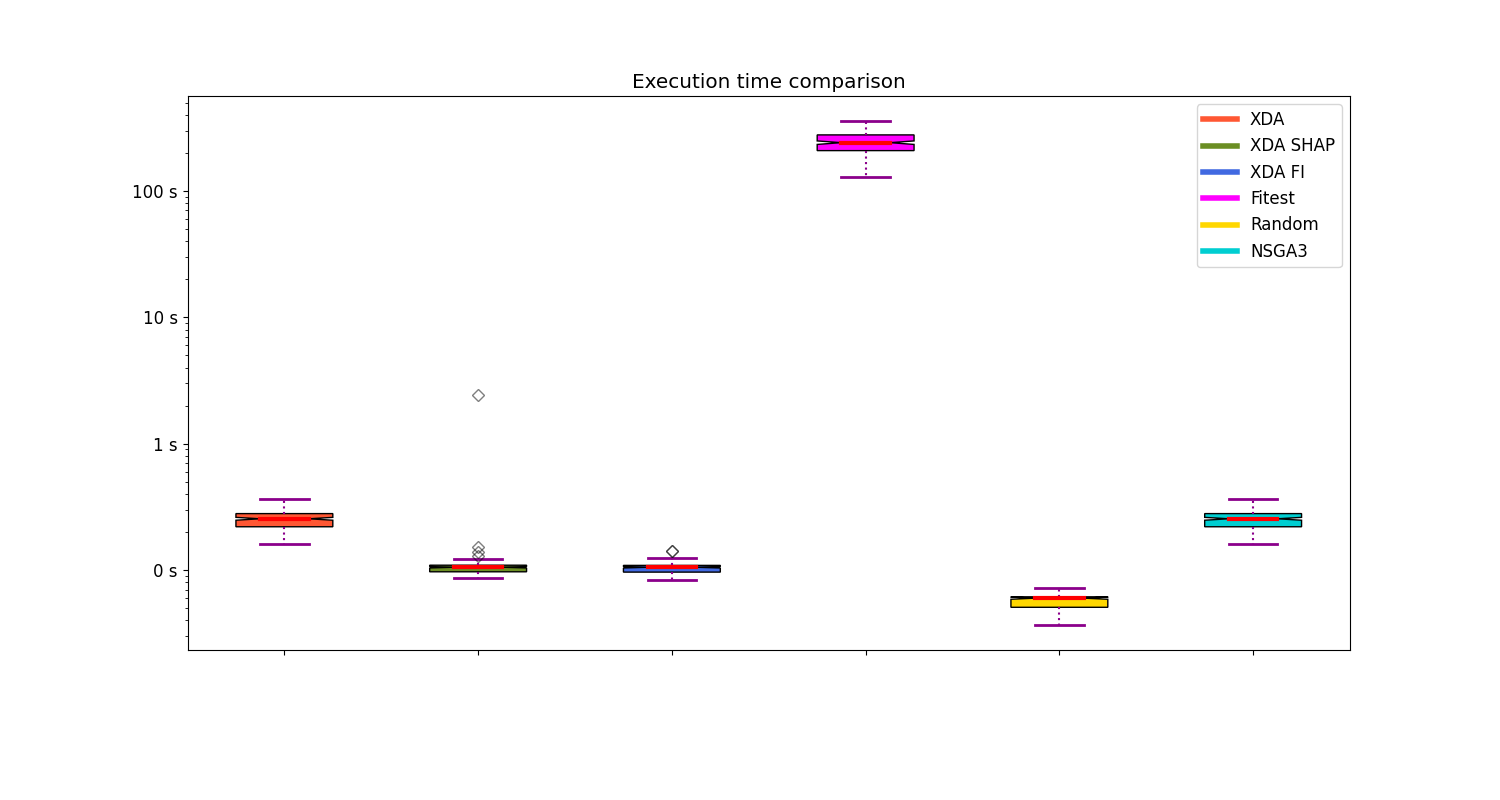 Execution time comparison
100 s
10 s
1 s
0 s
XDA
XDA SHAP
XDA FI
Fitest
Random
NSGA3